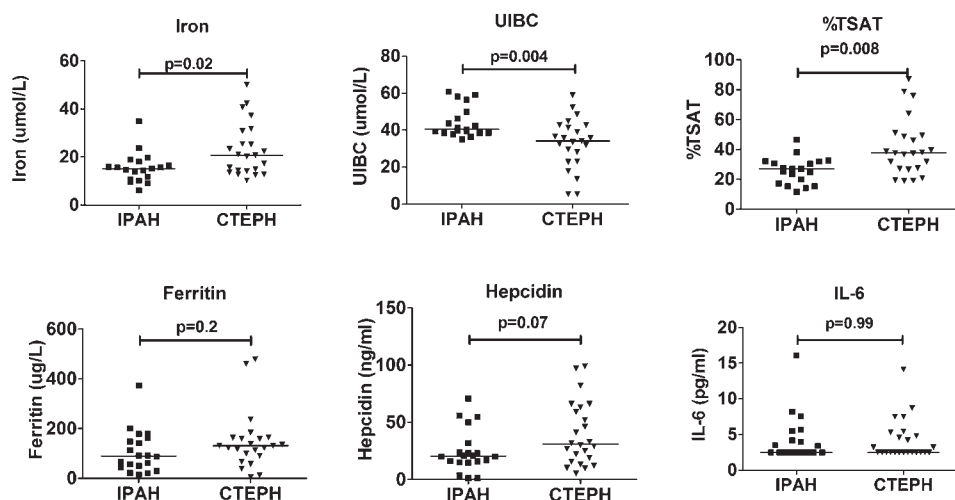 Iron
p=0.02
Iron (umol/L)
60
40
20
0
IPAH CTEPH
UIBC
p=0.004
UIBC (umol/L)
80
60
40
20
0
IPAH CTEPH
%TSAT
p=0.008
%TSAT
100
80
60
40
20
0
IPAH CTEPH
Ferritin
p=0.2
Ferritin (ug/L)
600
400
200
0
IPAH CTEPH
Hepcidin
p=0.07
Hepcidin (ng/ml)
150
100
50
0
IPAH CTEPH
IL-6
p=0.99
IL-6 (pg/ml)
20
15
10
5
0
IPAH CTEPH